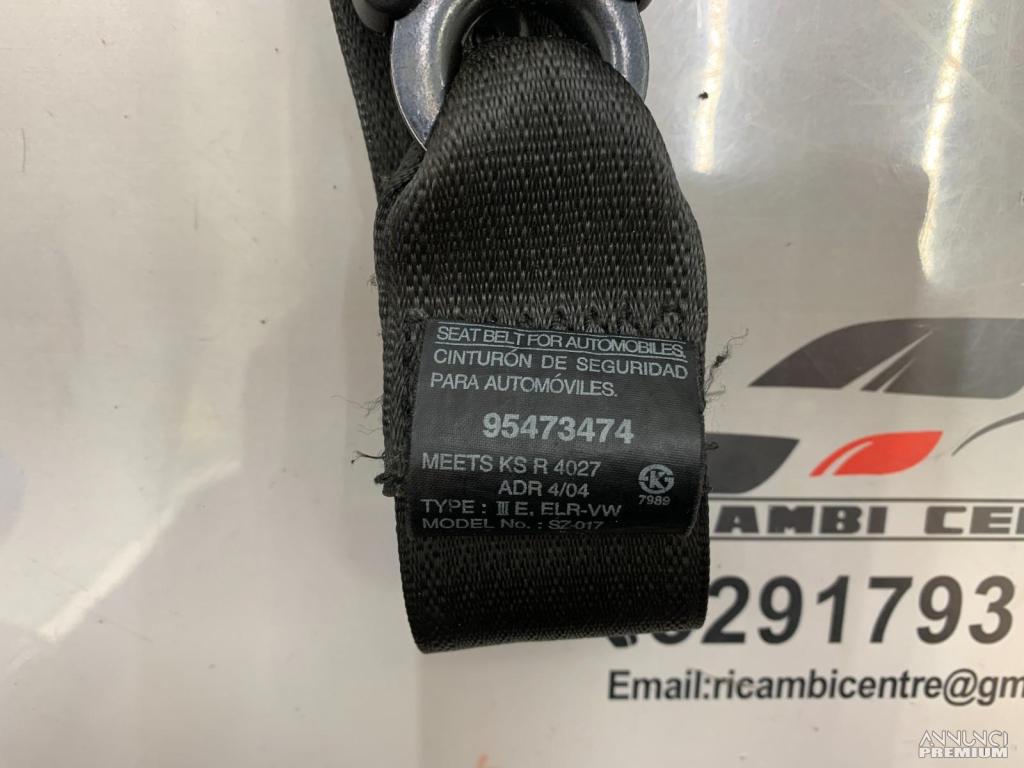 SEAT BELT FOR AUTOMOBILES.
CINTURÓN DE SEGURIDAD
PARA AUTOMÓVILES.
95473474
MEETS KS R 4027
ADR 4/04
7989
TYPE : III E, ELR-VW
MODEL No. : SZ-017
AMBI CE
291793
Email:ricambicentre@gm
ANNUNCI
PREMIUM